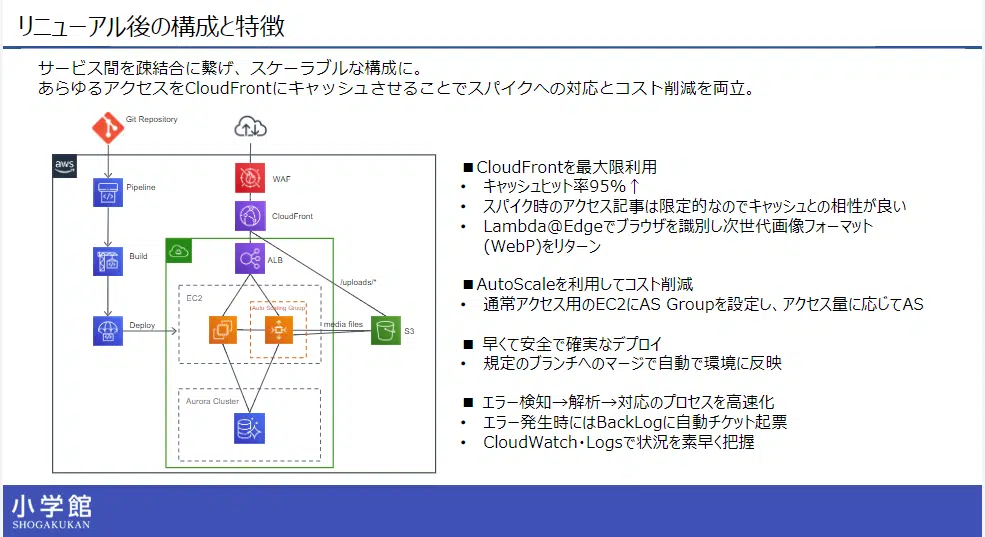 リニューアル後の構成と特徴
サービス間を疎結合に繋げ、スケーラブルな構成に。
あらゆるアクセスをCloudFrontにキャッシュさせることでスパイクへの対応とコスト削減を両立。
Git Repository
aws
Pipeline
Build
Deploy
WAF
CloudFront
ALB
/uploads/*
EC2
Auto Scaling Group
media files
S3
Aurora Cluster
■CloudFrontを最大限利用
• キャッシュヒット率95%↑
• スパイク時のアクセス記事は限定的なのでキャッシュとの相性が良い
• Lambda@Edgeでブラウザを識別し次世代画像フォーマット
(WebP)をリターン
■AutoScaleを利用してコスト削減
• 通常アクセス用のEC2にAS Groupを設定し、アクセス量に応じてAS
■ 早くて安全で確実なデプロイ
• 規定のブランチへのマージで自動で環境に反映
■ エラー検知→解析→対応のプロセスを高速化
• エラー発生時にはBackLogに自動チケット起票
• CloudWatch・Logsで状況を素早く把握
小学館
SHOGAKUKAN